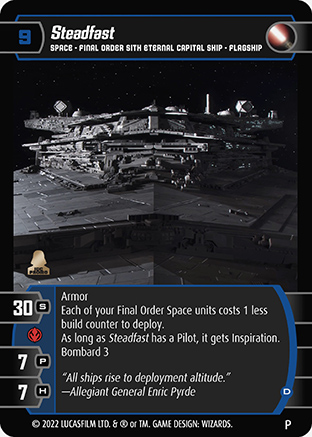 9
Steadfast
SPACE - FINAL ORDER SITH ETERNAL CAPITAL SHIP - FLAGSHIP
30 S
7 P
7 H
Armor
Each of your Final Order Space units costs 1 less
build counter to deploy.
As long as Steadfast has a Pilot, it gets Inspiration.
Bombard 3
“All ships rise to deployment altitude.”
—Allegiant General Enric Pyrde
D
© 2022 LUCASFILM LTD. & ® or TM. GAME DESIGN: WIZARDS.
P